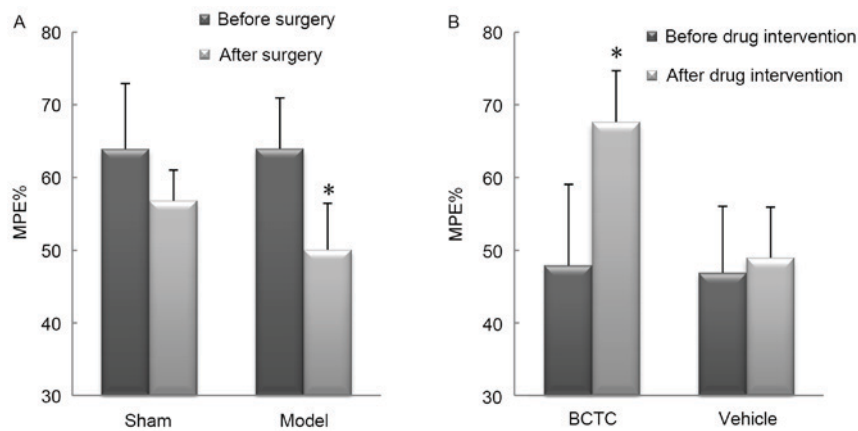 A
Before surgery
After surgery
MPE%
80
70
60
50
40
30
*
Sham
Model
B
Before drug intervention
After drug intervention
MPE%
80
70
60
50
40
30
*
BCTC
Vehicle